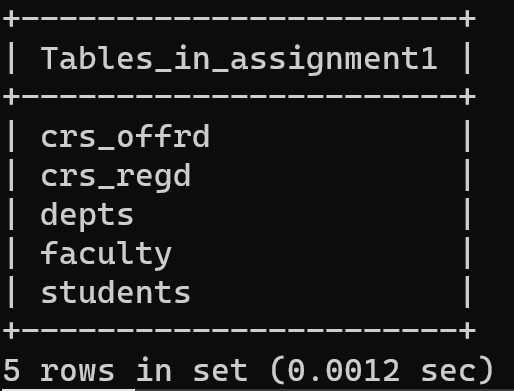 +-----------------------+
| Tables_in_assignment1 |
+-----------------------+
| crs_offrd             |
| crs_regd              |
| depts                 |
| faculty               |
| students              |
+-----------------------+
5 rows in set (0.0012 sec)